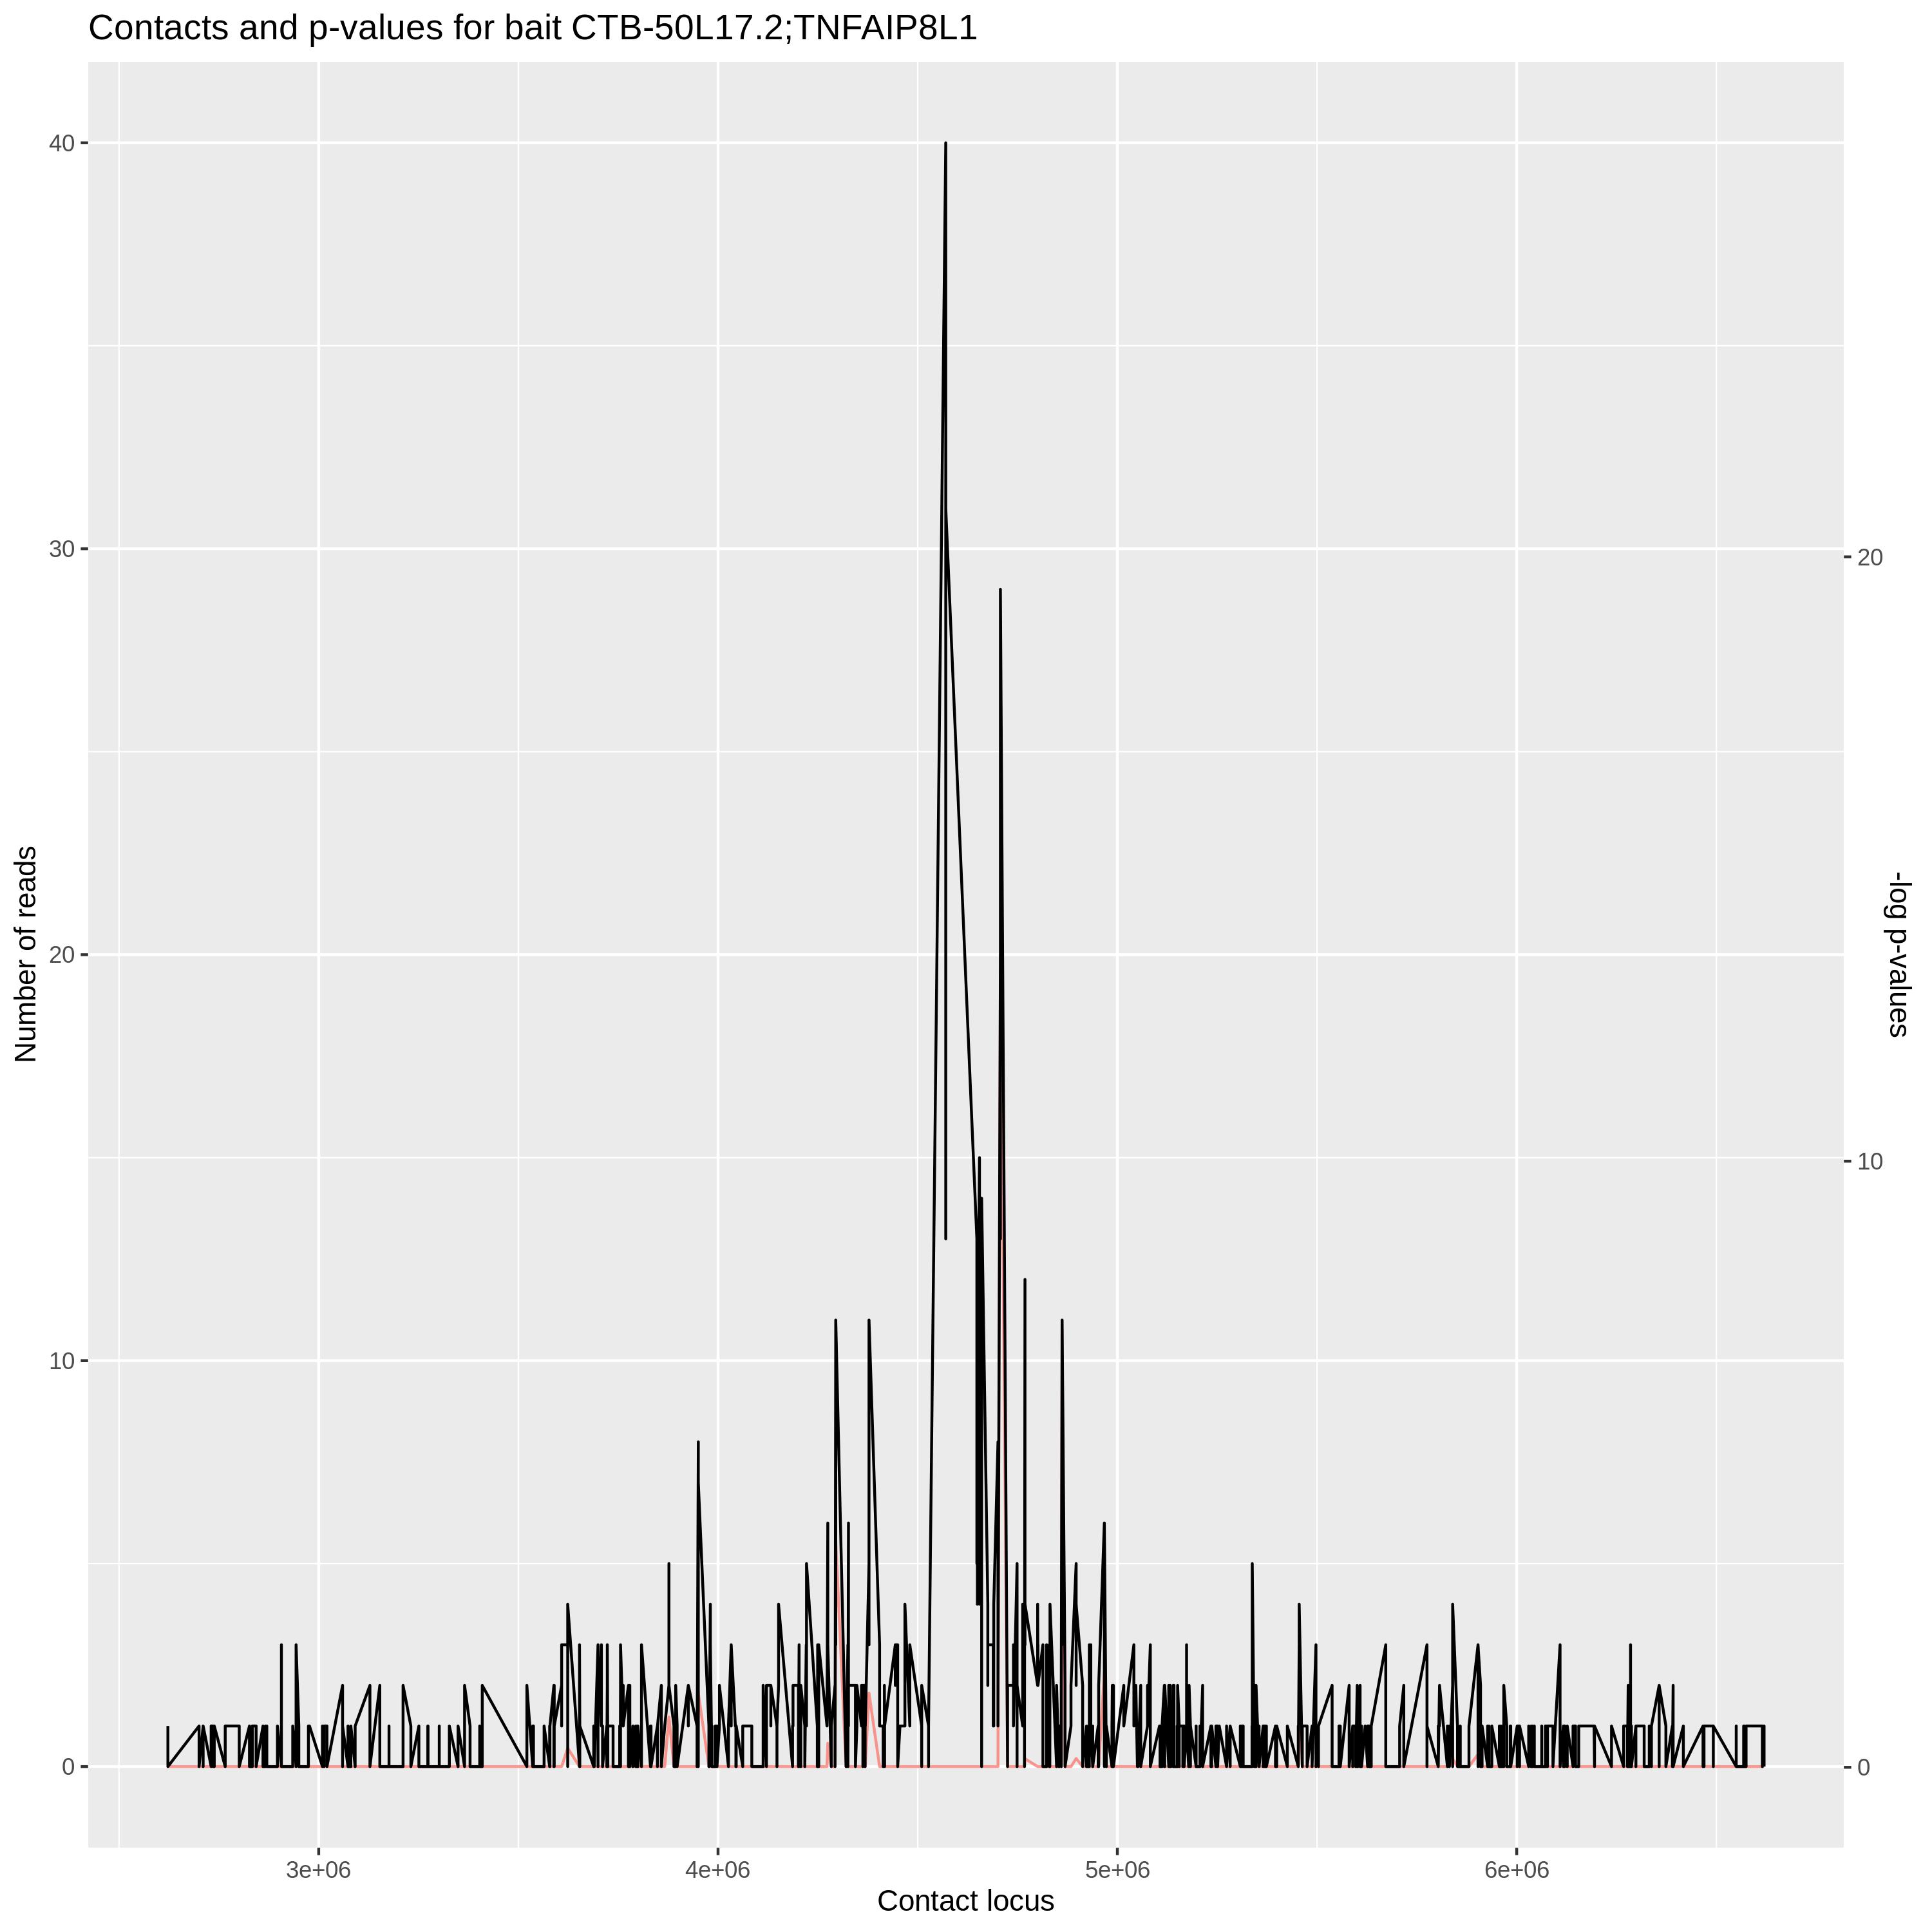 Contacts and p-values for bait CTB-50L17.2;TNFAIP8L1
40
30
20
10
0
Number of reads
20
10
0
-log p-values
3e+06
4e+06
5e+06
6e+06
Contact locus